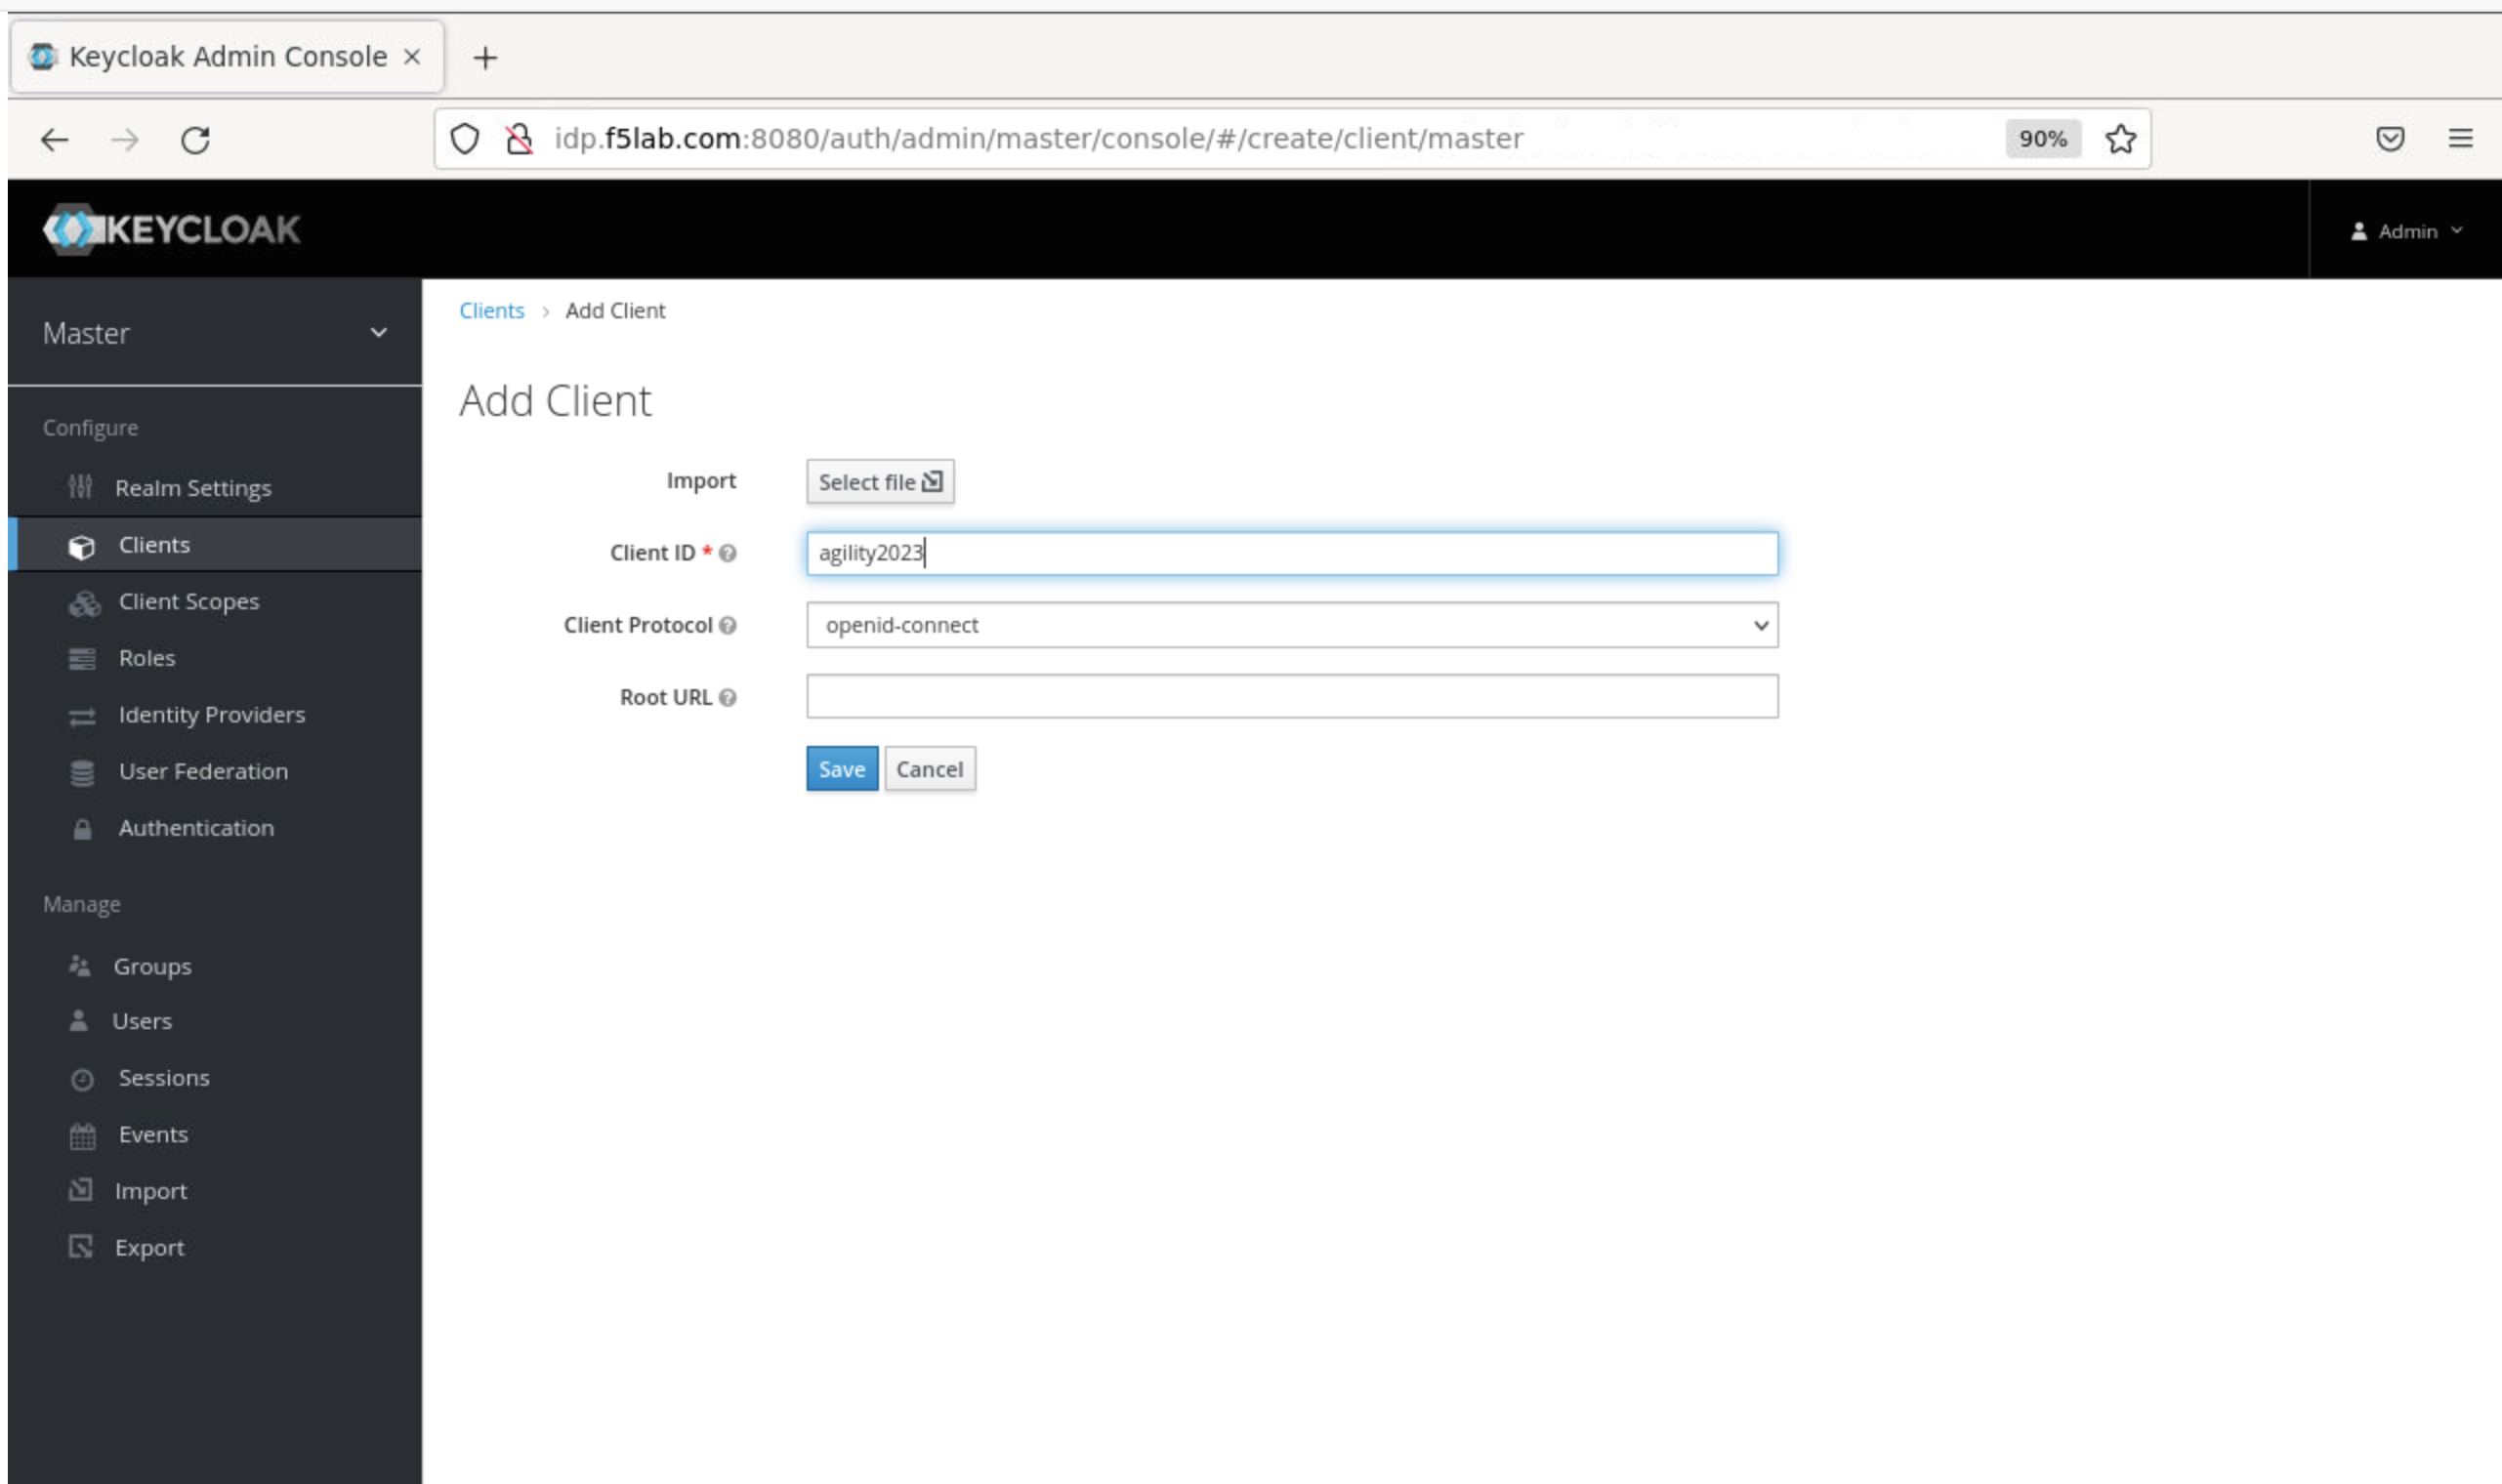 Keycloak Admin Console
idp.f5lab.com:8080/auth/admin/master/console/#/create/client/master
90%
KEYCLOAK
Admin
Master
Configure
Realm Settings
Clients
Client Scopes
Roles
Identity Providers
User Federation
Authentication
Manage
Groups
Users
Sessions
Events
Import
Export
Clients > Add Client
Add Client
Import Select file
Client ID * agility2023
Client Protocol openid-connect
Root URL
Save Cancel